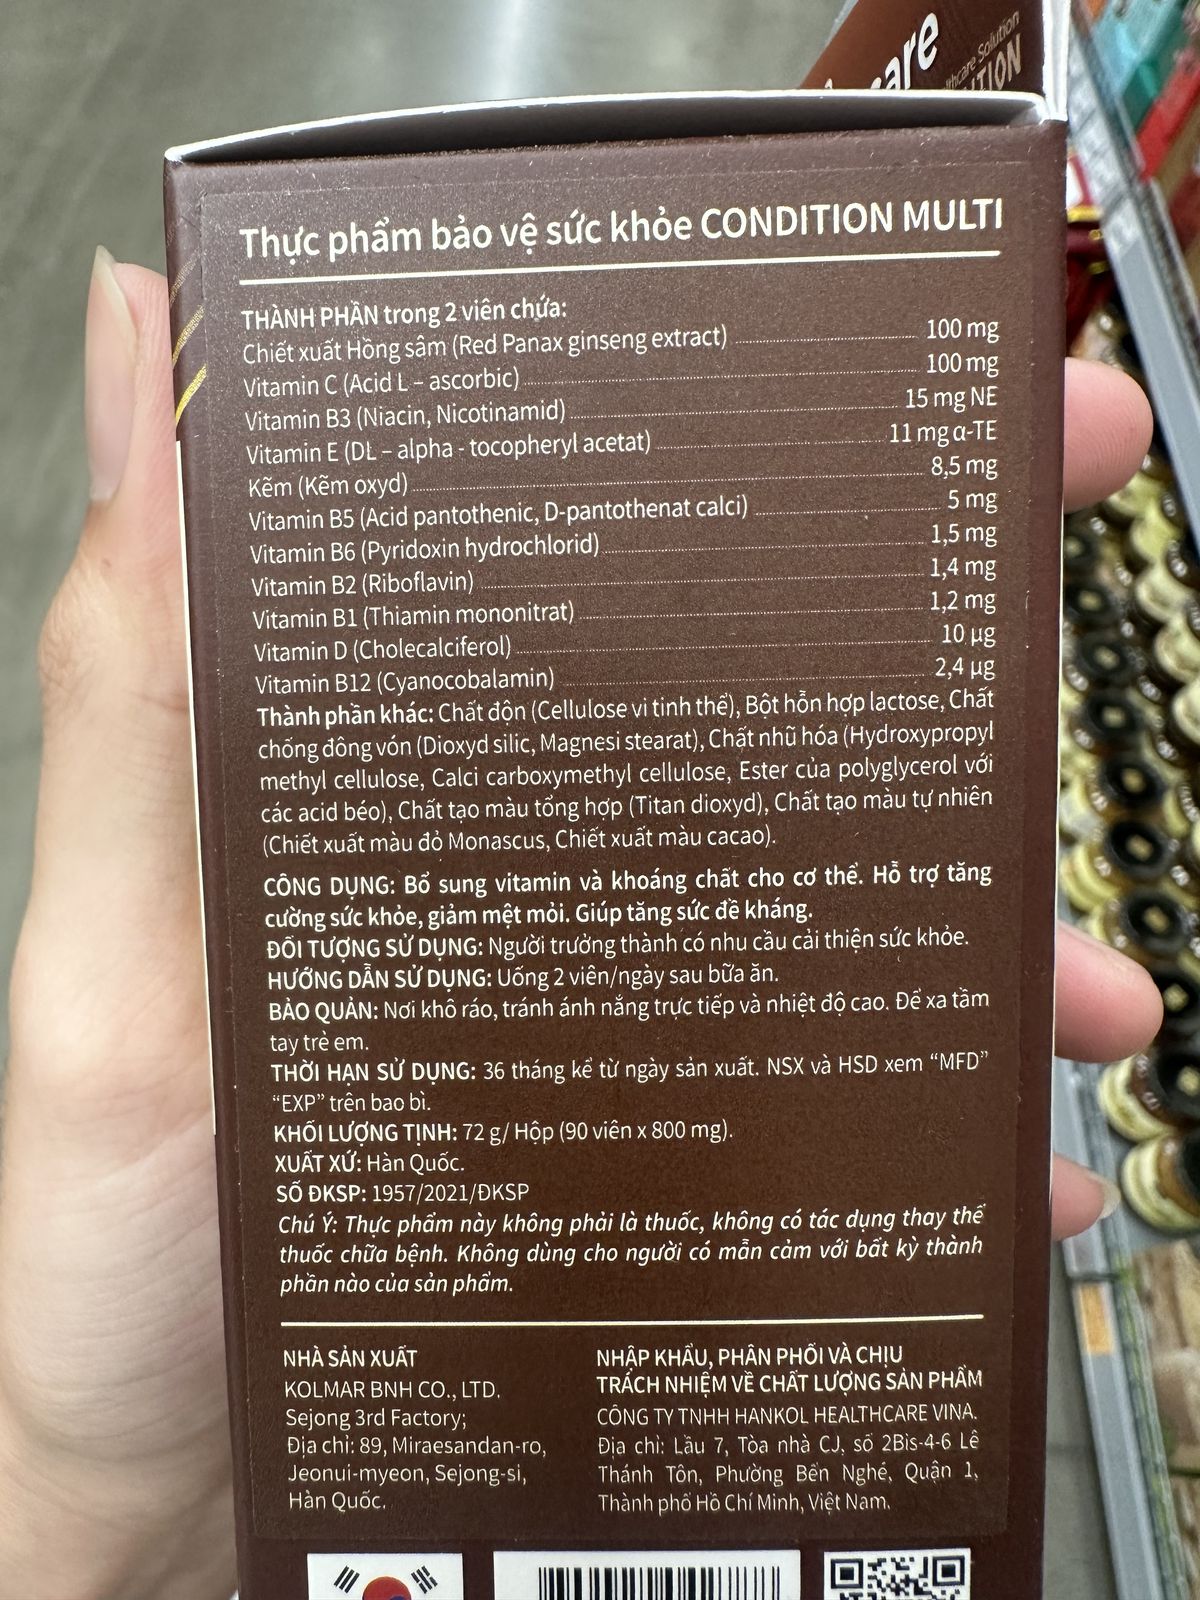 care
lthcare Solution
ITION
Thực phẩm bảo vệ sức khỏe CONDITION MULTI
THÀNH PHẦN trong 2 viên chứa:
Chiết xuất Hồng sâm (Red Panax ginseng extract) 100 mg
Vitamin C (Acid L – ascorbic) 100 mg
Vitamin B3 (Niacin, Nicotinamid) 15 mg NE
Vitamin E (DL – alpha - tocopheryl acetat) 11 mg α-TE
Kẽm (Kẽm oxyd) 8,5 mg
Vitamin B5 (Acid pantothenic, D-pantothenat calci) 5 mg
Vitamin B6 (Pyridoxin hydrochlorid) 1,5 mg
Vitamin B2 (Riboflavin) 1,4 mg
Vitamin B1 (Thiamin mononitrat) 1,2 mg
Vitamin D (Cholecalciferol) 10 µg
Vitamin B12 (Cyanocobalamin) 2,4 µg
Thành phần khác: Chất độn (Cellulose vi tinh thể), Bột hỗn hợp lactose, Chất
chống đông vón (Dioxyd silic, Magnesi stearat), Chất nhũ hóa (Hydroxypropyl
methyl cellulose, Calci carboxymethyl cellulose, Ester của polyglycerol với
các acid béo), Chất tạo màu tổng hợp (Titan dioxyd), Chất tạo màu tự nhiên
(Chiết xuất màu đỏ Monascus, Chiết xuất màu cacao).
CÔNG DỤNG: Bổ sung vitamin và khoáng chất cho cơ thể. Hỗ trợ tăng
cường sức khỏe, giảm mệt mỏi. Giúp tăng sức đề kháng.
ĐỐI TƯỢNG SỬ DỤNG: Người trưởng thành có nhu cầu cải thiện sức khỏe.
HƯỚNG DẪN SỬ DỤNG: Uống 2 viên/ngày sau bữa ăn.
BẢO QUẢN: Nơi khô ráo, tránh ánh nắng trực tiếp và nhiệt độ cao. Để xa tầm
tay trẻ em.
THỜI HẠN SỬ DỤNG: 36 tháng kể từ ngày sản xuất. NSX và HSD xem “MFD”
“EXP” trên bao bì.
KHỐI LƯỢNG TỊNH: 72 g/ Hộp (90 viên x 800 mg).
XUẤT XỨ: Hàn Quốc.
SỐ ĐKSP: 1957/2021/ĐKSP
Chú Ý: Thực phẩm này không phải là thuốc, không có tác dụng thay thế
thuốc chữa bệnh. Không dùng cho người có mẫn cảm với bất kỳ thành
phần nào của sản phẩm.
NHÀ SẢN XUẤT
KOLMAR BNH CO., LTD.
Sejong 3rd Factory;
Địa chỉ: 89, Miraesandan-ro,
Jeonui-myeon, Sejong-si,
Hàn Quốc.
NHẬP KHẨU, PHÂN PHỐI VÀ CHỊU
TRÁCH NHIỆM VỀ CHẤT LƯỢNG SẢN PHẨM
CÔNG TY TNHH HANKOL HEALTHCARE VINA.
Địa chỉ: Lầu 7, Tòa nhà CJ, số 2Bis-4-6 Lê
Thánh Tôn, Phường Bến Nghé, Quận 1,
Thành phố Hồ Chí Minh, Việt Nam.